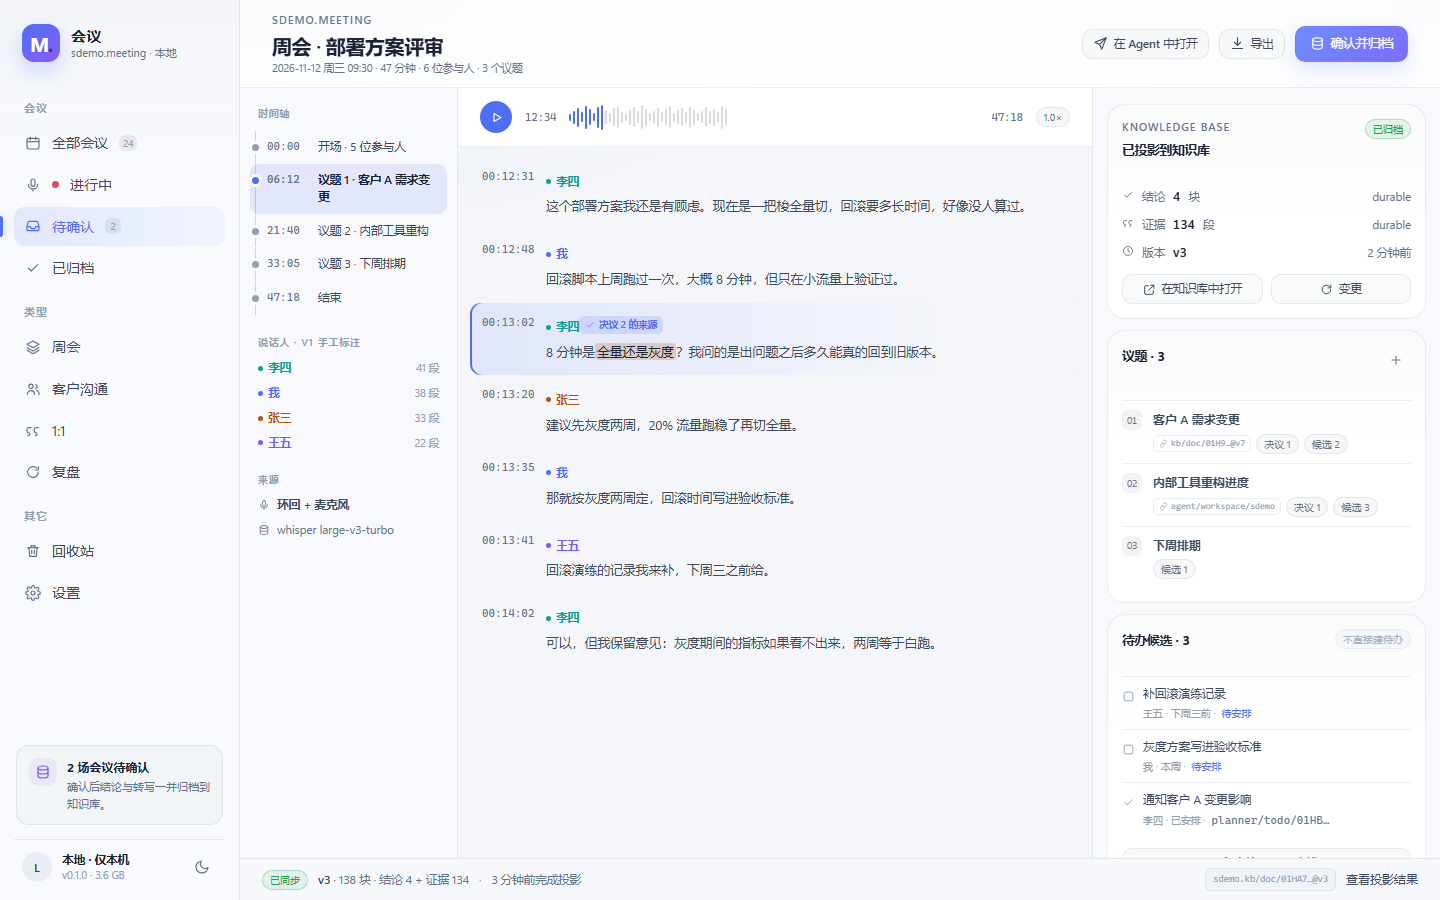 M.
会议
sdemo.meeting · 本地
会议
全部会议 24
进行中
待确认 2
已归档
类型
周会
客户沟通
1:1
复盘
其它
回收站
设置
2 场会议待确认
确认后结论与转写一并归档到
知识库。
L
本地 · 仅本机
v0.1.0 · 3.6 GB
SDEMO.MEETING
周会 · 部署方案评审
2026-11-12 周三 09:30 · 47 分钟 · 6 位参与人 · 3 个议题
在 Agent 中打开
导出
确认并归档
时间轴
00:00 开场 · 5 位参与人
06:12 议题 1 · 客户 A 需求变
更
21:40 议题 2 · 内部工具重构
33:05 议题 3 · 下周排期
47:18 结束
说话人 · V1 手工标注
李四 41 段
我 38 段
张三 33 段
王五 22 段
来源
环回 + 麦克风
whisper large-v3-turbo
12:34
47:18
1.0×
00:12:31 李四
这个部署方案我还是有顾虑。现在是一把梭全量切，回滚要多长时间，好像没人算过。
00:12:48 我
回滚脚本上周跑过一次，大概 8 分钟，但只在小流量上验证过。
00:13:02 李四 决议 2 的来源
8 分钟是全量还是灰度？我问的是出问题之后多久能真的回到旧版本。
00:13:20 张三
建议先灰度两周，20% 流量跑稳了再切全量。
00:13:35 我
那就按灰度两周定，回滚时间写进验收标准。
00:13:41 王五
回滚演练的记录我来补，下周三之前给。
00:14:02 李四
可以，但我保留意见：灰度期间的指标如果看不出来，两周等于白跑。
KNOWLEDGE BASE
已归档
已投影到知识库
结论 4 块 durable
证据 134 段 durable
版本 v3 2 分钟前
在知识库中打开
变更
议题 · 3
01 客户 A 需求变更
kb/doc/01H9…@v7 决议 1 候选 2
02 内部工具重构进度
agent/workspace/sdemo 决议 1 候选 3
03 下周排期
候选 1
待办候选 · 3
不直接建待办
补回滚演练记录
王五 · 下周三前 · 待安排
灰度方案写进验收标准
我 · 本周 · 待安排
通知客户 A 变更影响
李四 · 已安排 · planner/todo/01HB…
已同步 v3 · 138 块 · 结论 4 + 证据 134 · 3 分钟前完成投影
sdemo.kb/doc/01HA7…@v3
查看投影结果